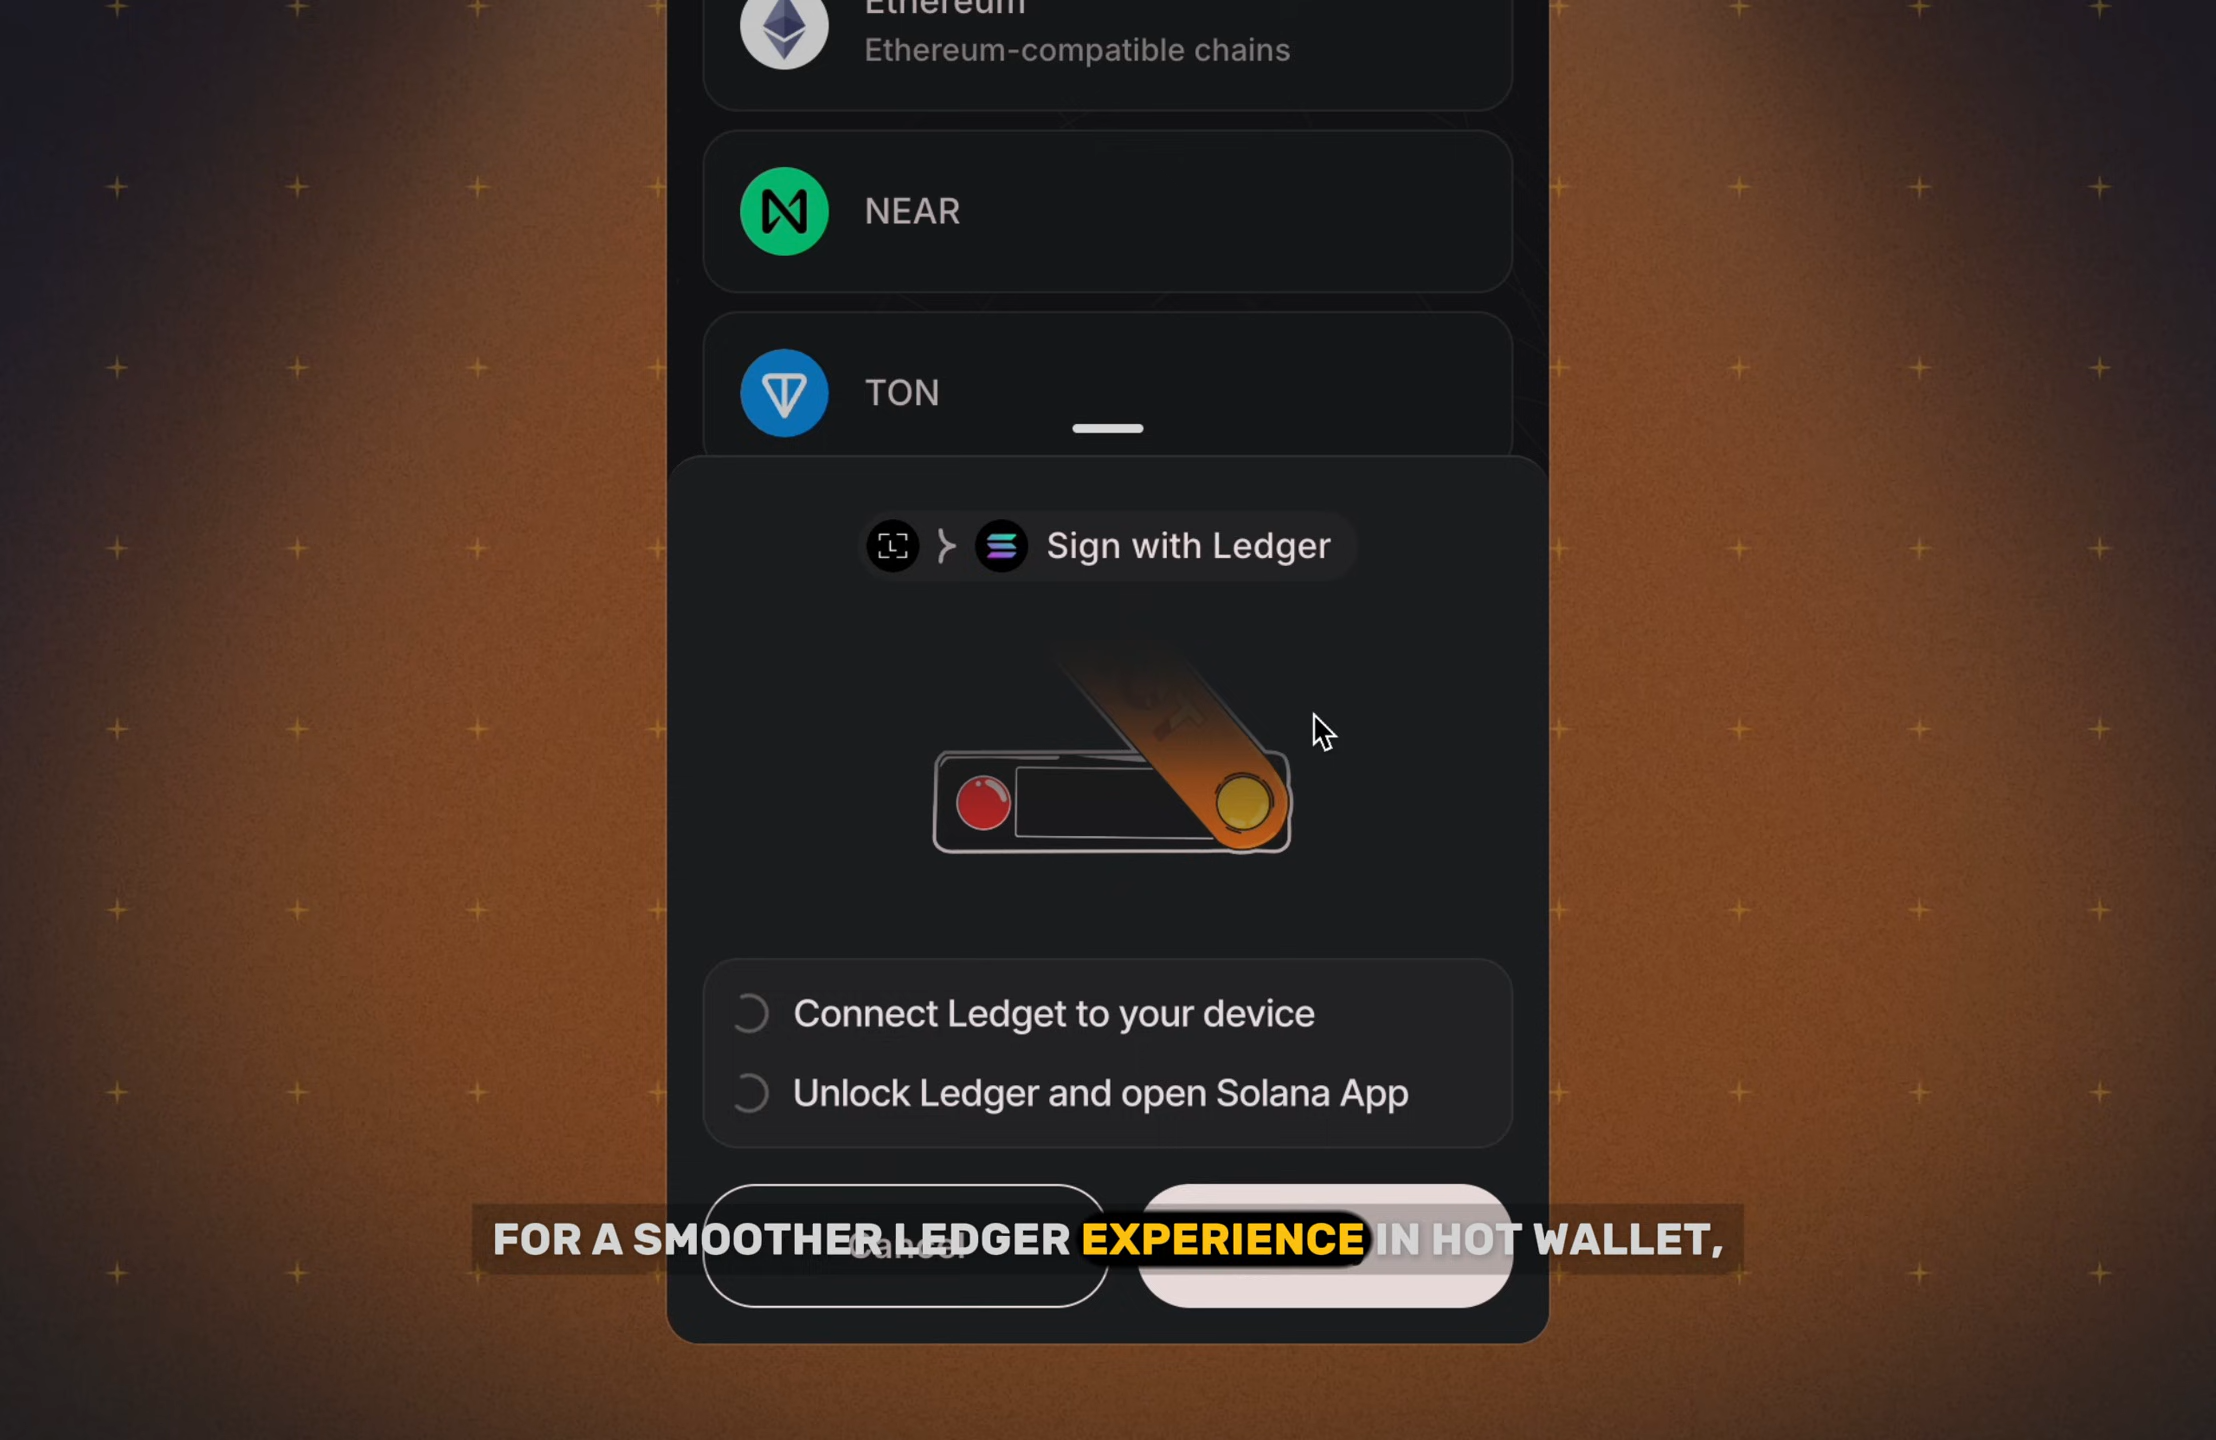 Ethereum
Ethereum-compatible chains
NEAR
TON
Sign with Ledger
Connect Ledget to your device
Unlock Ledger and open Solana App
Cancel
FOR A SMOOTHER LEDGER EXPERIENCE IN HOT WALLET,